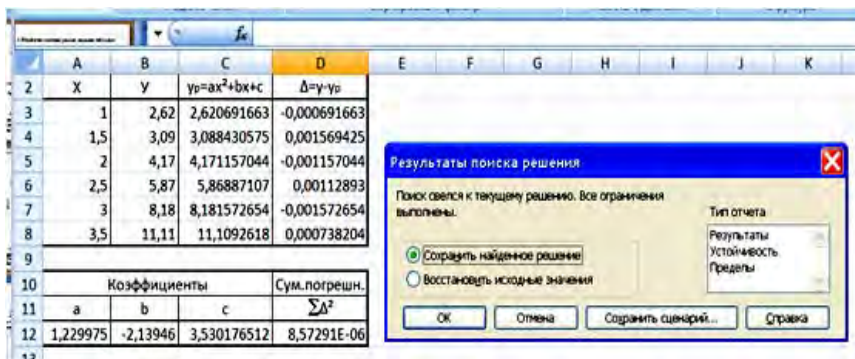 fx
A B C D E F G H I J K
2 X У yр=ax²+bx+c Δ=y-yр
3 1 2,62 2,620691663 -0,000691663
4 1,5 3,09 3,088430575 0,001569425
5 2 4,17 4,171157044 -0,001157044
6 2,5 5,87 5,86887107 0,00112893
7 3 8,18 8,181572654 -0,001572654
8 3,5 11,11 11,1092618 0,000738204
9
10 Коэффициенты Сум.погрешн.
11 a b c ∑Δ²
12 1,229975 -2,13946 3,530176512 8,57291E-06
13
Результаты поиска решения
Поиск свелся к текущему решению. Все ограничения
выполнены.
Тип отчета
Результаты
Устойчивость
Пределы
Сохранить найденное решение
Восстановить исходные значения
ОК Отмена Сохранить сценарий... Справка